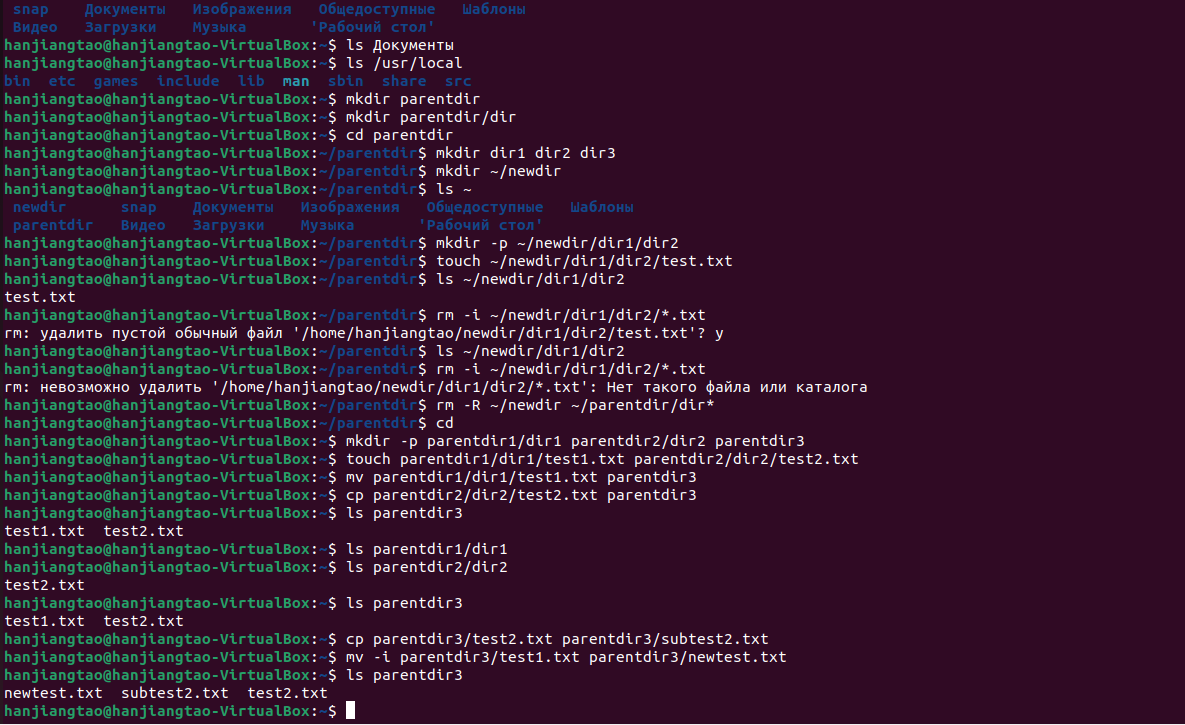 snap Документы Изображения Общедоступные Шаблоны
Видео Загрузки Музыка 'Рабочий стол'
hanjiangtao@hanjiangtao-VirtualBox:~$ ls Документы
hanjiangtao@hanjiangtao-VirtualBox:~$ ls /usr/local
bin etc games include lib man sbin share src
hanjiangtao@hanjiangtao-VirtualBox:~$ mkdir parentdir
hanjiangtao@hanjiangtao-VirtualBox:~$ mkdir parentdir/dir
hanjiangtao@hanjiangtao-VirtualBox:~$ cd parentdir
hanjiangtao@hanjiangtao-VirtualBox:~/parentdir$ mkdir dir1 dir2 dir3
hanjiangtao@hanjiangtao-VirtualBox:~/parentdir$ mkdir ~/newdir
hanjiangtao@hanjiangtao-VirtualBox:~/parentdir$ ls ~
newdir snap Документы Изображения Общедоступные Шаблоны
parentdir Видео Загрузки Музыка 'Рабочий стол'
hanjiangtao@hanjiangtao-VirtualBox:~/parentdir$ mkdir -p ~/newdir/dir1/dir2
hanjiangtao@hanjiangtao-VirtualBox:~/parentdir$ touch ~/newdir/dir1/dir2/test.txt
hanjiangtao@hanjiangtao-VirtualBox:~/parentdir$ ls ~/newdir/dir1/dir2
test.txt
hanjiangtao@hanjiangtao-VirtualBox:~/parentdir$ rm -i ~/newdir/dir1/dir2/*.txt
rm: удалить пустой обычный файл '/home/hanjiangtao/newdir/dir1/dir2/test.txt'? y
hanjiangtao@hanjiangtao-VirtualBox:~/parentdir$ ls ~/newdir/dir1/dir2
hanjiangtao@hanjiangtao-VirtualBox:~/parentdir$ rm -i ~/newdir/dir1/dir2/*.txt
rm: невозможно удалить '/home/hanjiangtao/newdir/dir1/dir2/*.txt': Нет такого файла или каталога
hanjiangtao@hanjiangtao-VirtualBox:~/parentdir$ rm -R ~/newdir ~/parentdir/dir*
hanjiangtao@hanjiangtao-VirtualBox:~/parentdir$ cd
hanjiangtao@hanjiangtao-VirtualBox:~$ mkdir -p parentdir1/dir1 parentdir2/dir2 parentdir3
hanjiangtao@hanjiangtao-VirtualBox:~$ touch parentdir1/dir1/test1.txt parentdir2/dir2/test2.txt
hanjiangtao@hanjiangtao-VirtualBox:~$ mv parentdir1/dir1/test1.txt parentdir3
hanjiangtao@hanjiangtao-VirtualBox:~$ cp parentdir2/dir2/test2.txt parentdir3
hanjiangtao@hanjiangtao-VirtualBox:~$ ls parentdir3
test1.txt test2.txt
hanjiangtao@hanjiangtao-VirtualBox:~$ ls parentdir1/dir1
hanjiangtao@hanjiangtao-VirtualBox:~$ ls parentdir2/dir2
test2.txt
hanjiangtao@hanjiangtao-VirtualBox:~$ ls parentdir3
test1.txt test2.txt
hanjiangtao@hanjiangtao-VirtualBox:~$ cp parentdir3/test2.txt parentdir3/subtest2.txt
hanjiangtao@hanjiangtao-VirtualBox:~$ mv -i parentdir3/test1.txt parentdir3/newtest.txt
hanjiangtao@hanjiangtao-VirtualBox:~$ ls parentdir3
newtest.txt subtest2.txt test2.txt
hanjiangtao@hanjiangtao-VirtualBox:~$